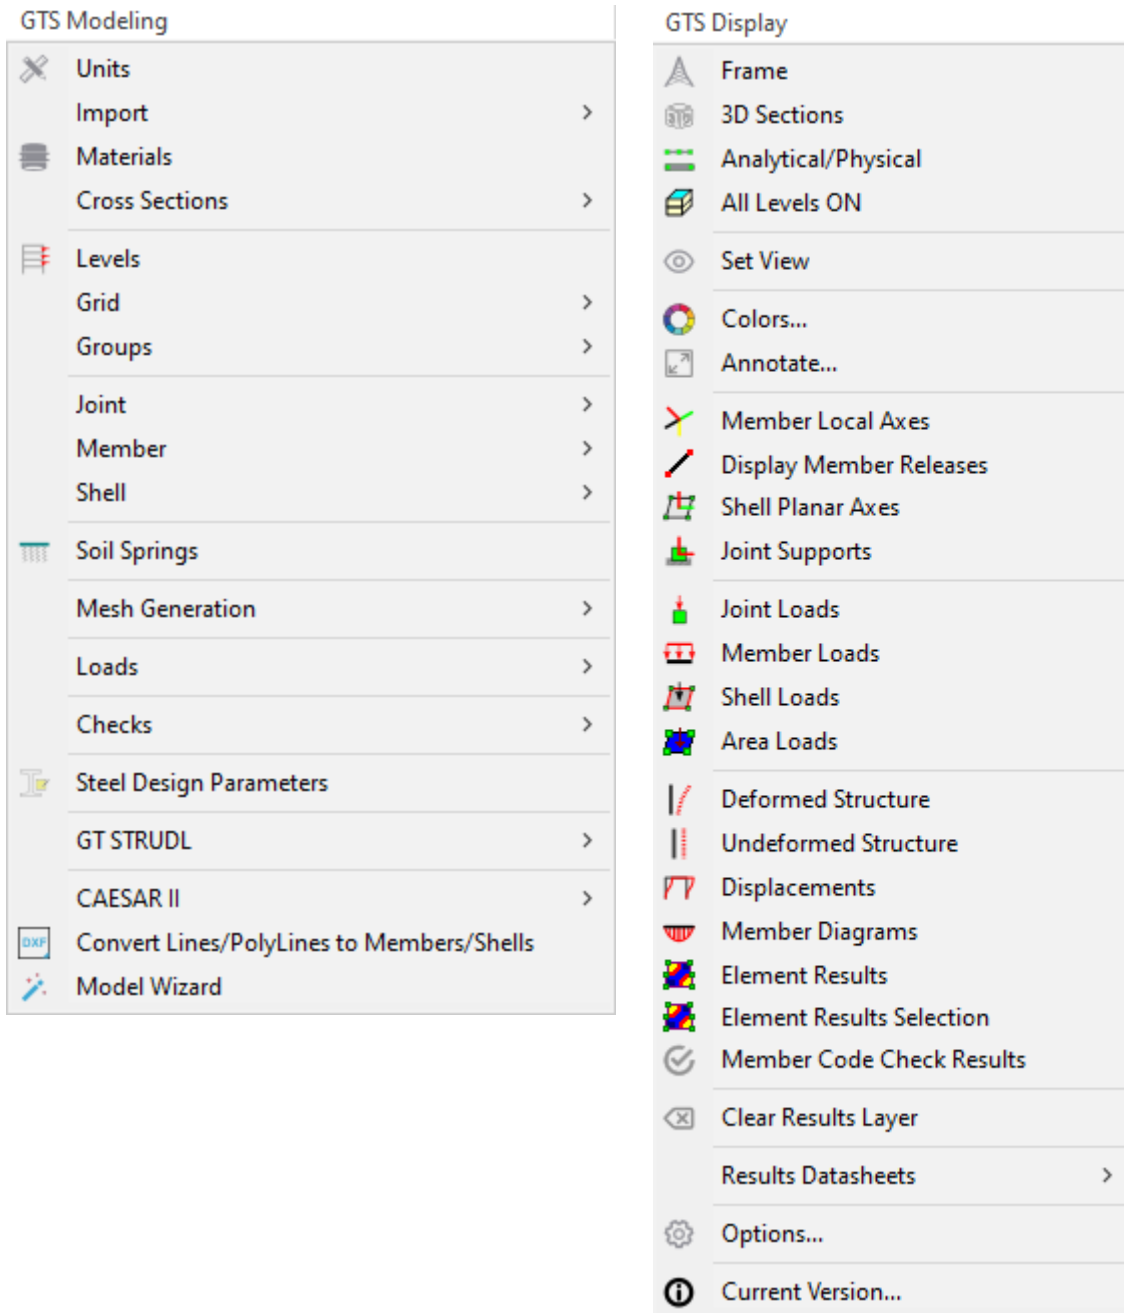 GTS Modeling
Units
Import
Materials
Cross Sections
Levels
Grid
Groups
Joint
Member
Shell
Soil Springs
Mesh Generation
Loads
Checks
Steel Design Parameters
GT STRUDL
CAESAR II
DXF
Convert Lines/PolyLines to Members/Shells
Model Wizard
GTS Display
Frame
3D Sections
Analytical/Physical
All Levels ON
Set View
Colors...
Annotate...
Member Local Axes
Display Member Releases
Shell Planar Axes
Joint Supports
Joint Loads
Member Loads
Shell Loads
Area Loads
Deformed Structure
Undeformed Structure
Displacements
Member Diagrams
Element Results
Element Results Selection
Member Code Check Results
Clear Results Layer
Results Datasheets
Options...
Current Version...